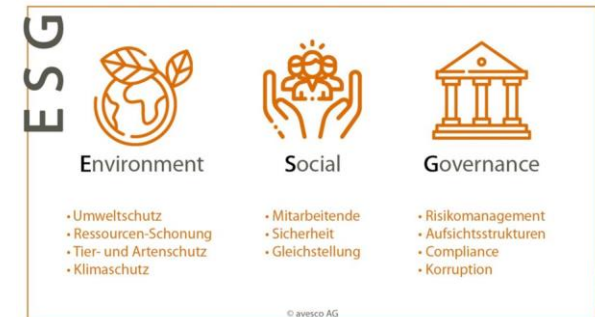 ESG
Environment
• Umweltschutz
• Ressourcen-Schonung
• Tier- und Artenschutz
• Klimaschutz
Social
• Mitarbeitende
• Sicherheit
• Gleichstellung
Governance
• Risikomanagement
• Aufsichtsstrukturen
• Compliance
• Korruption
© avesco AG